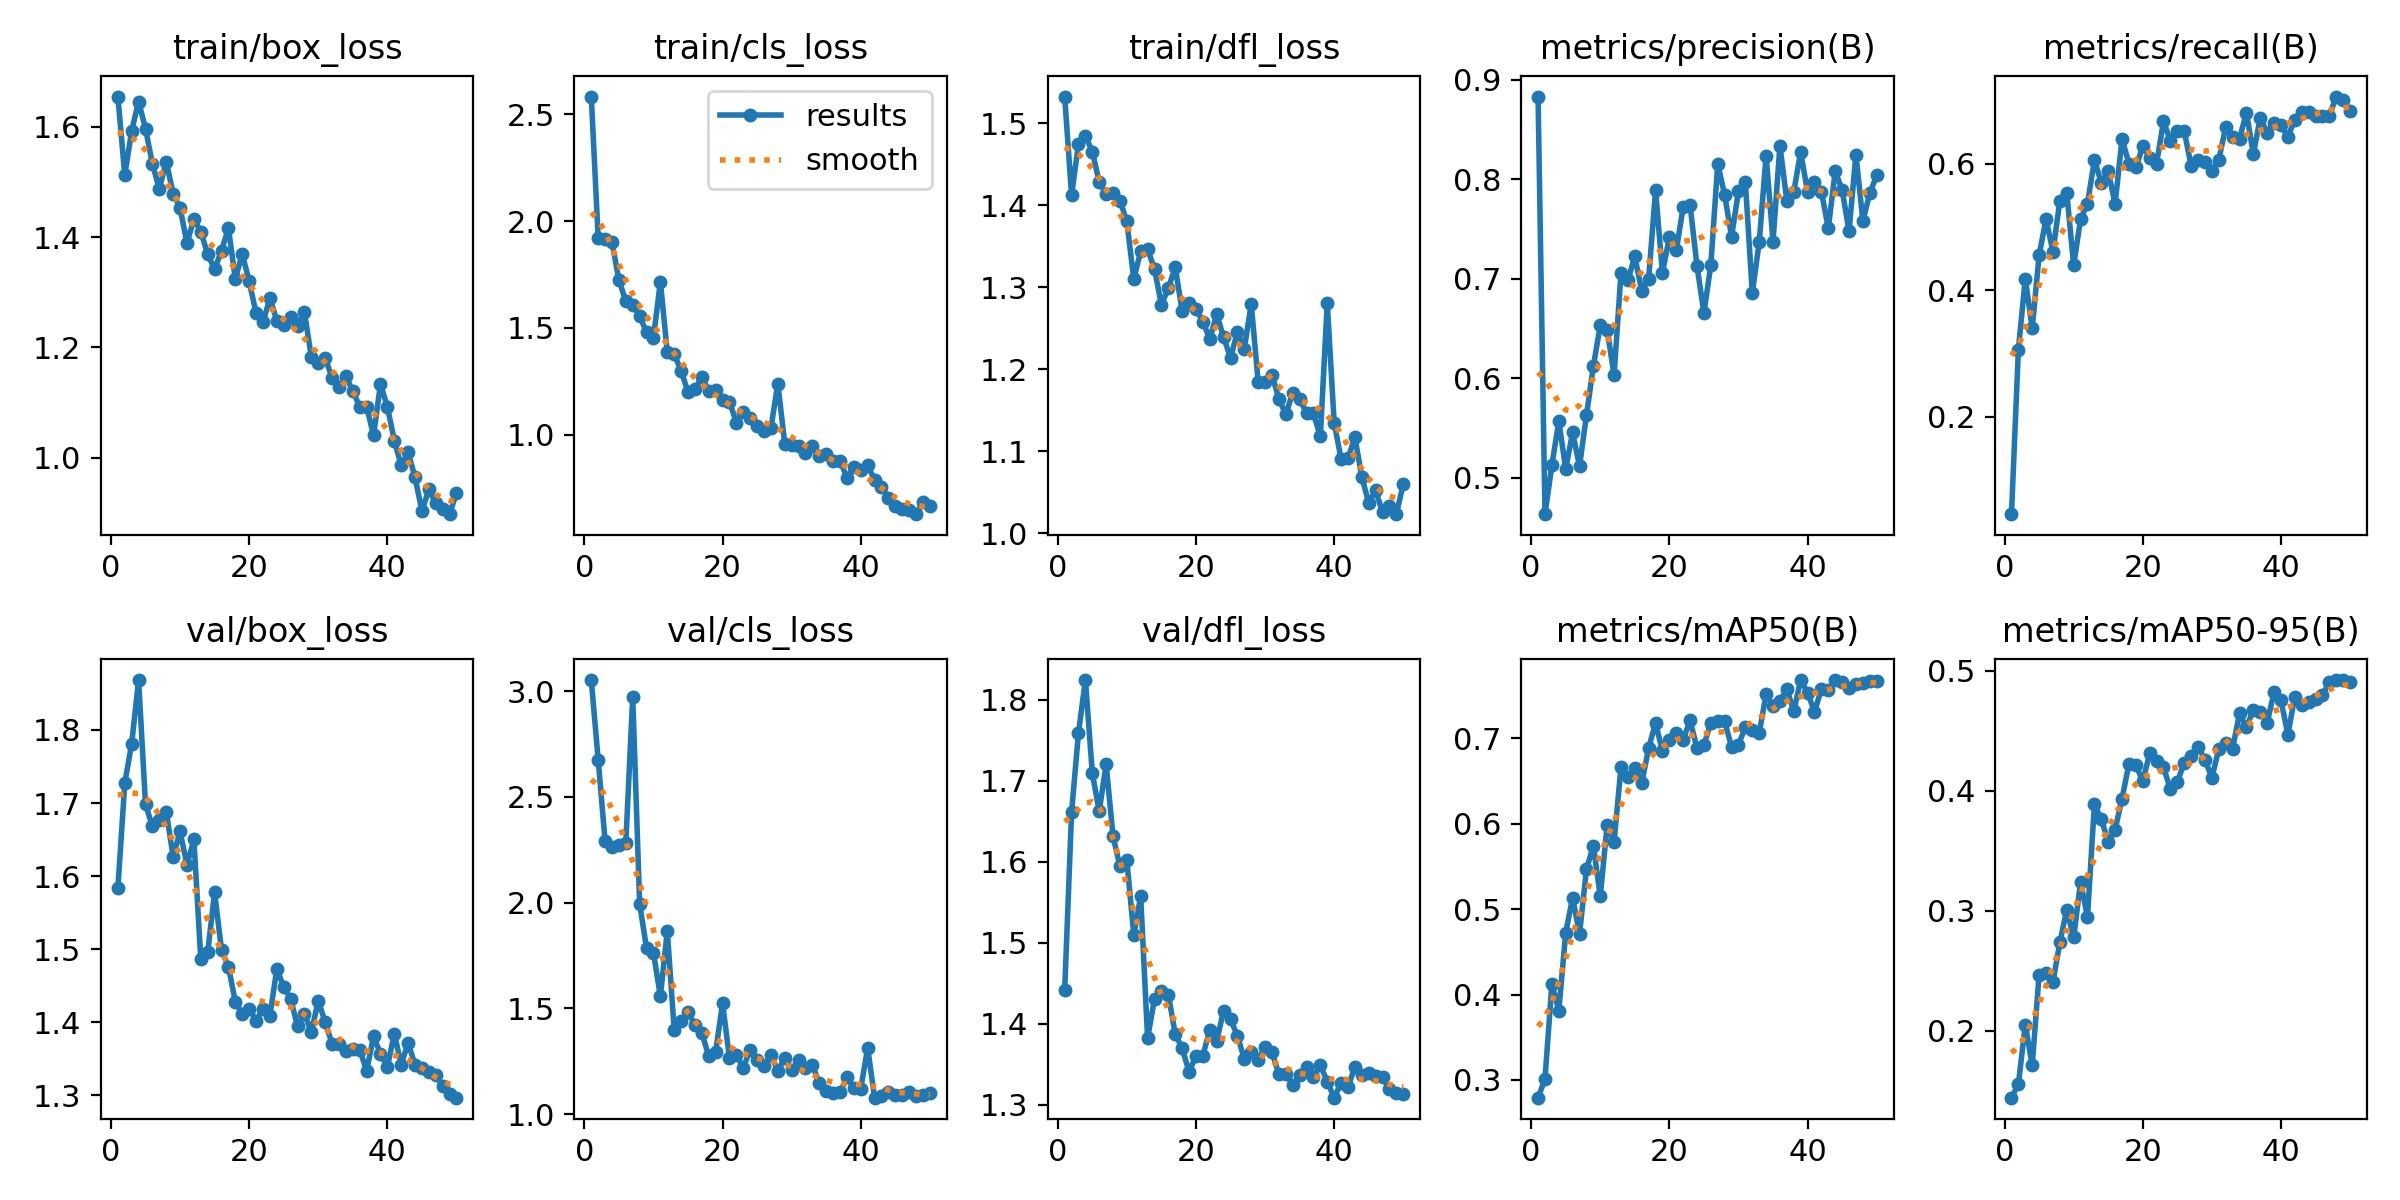 train/box_loss
train/cls_loss
train/dfl_loss
metrics/precision(B)
metrics/recall(B)
results
smooth
1.6
1.4
1.2
1.0
0 20 40
2.5
2.0
1.5
1.0
0 20 40
1.5
1.4
1.3
1.2
1.1
1.0
0 20 40
0.9
0.8
0.7
0.6
0.5
0 20 40
0.6
0.4
0.2
0 20 40
val/box_loss
val/cls_loss
val/dfl_loss
metrics/mAP50(B)
metrics/mAP50-95(B)
1.8
1.7
1.6
1.5
1.4
1.3
0 20 40
3.0
2.5
2.0
1.5
1.0
0 20 40
1.8
1.7
1.6
1.5
1.4
1.3
0 20 40
0.7
0.6
0.5
0.4
0.3
0 20 40
0.5
0.4
0.3
0.2
0 20 40